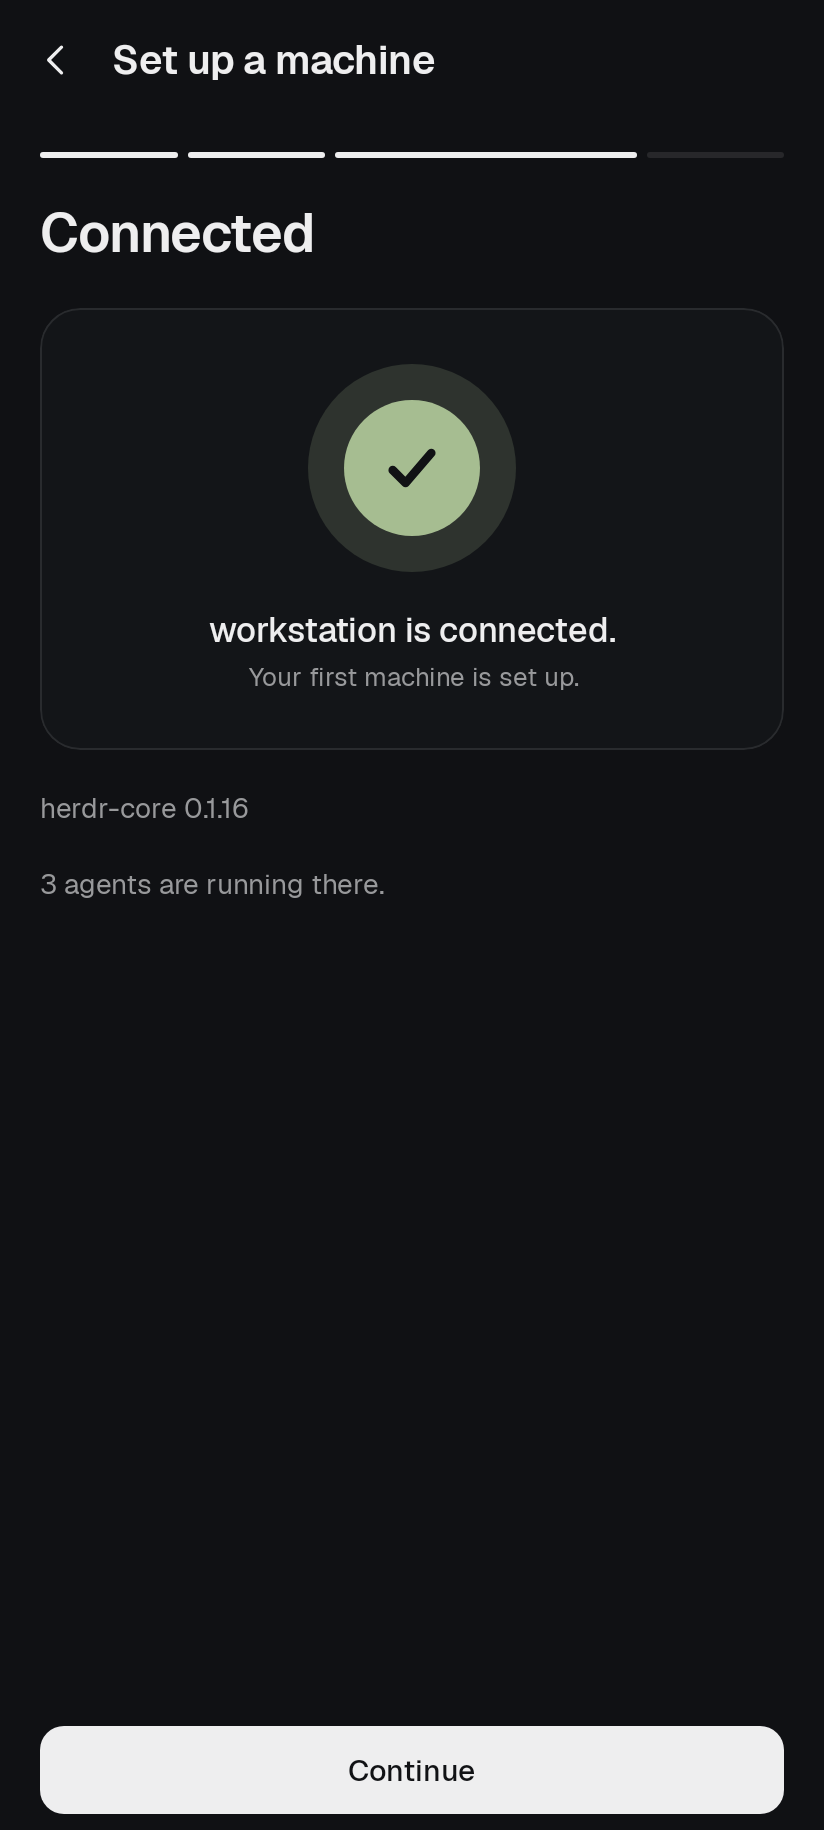 Set up a machine
Connected
workstation is connected.
Your first machine is set up.
herdr-core 0.1.16
3 agents are running there.
Continue